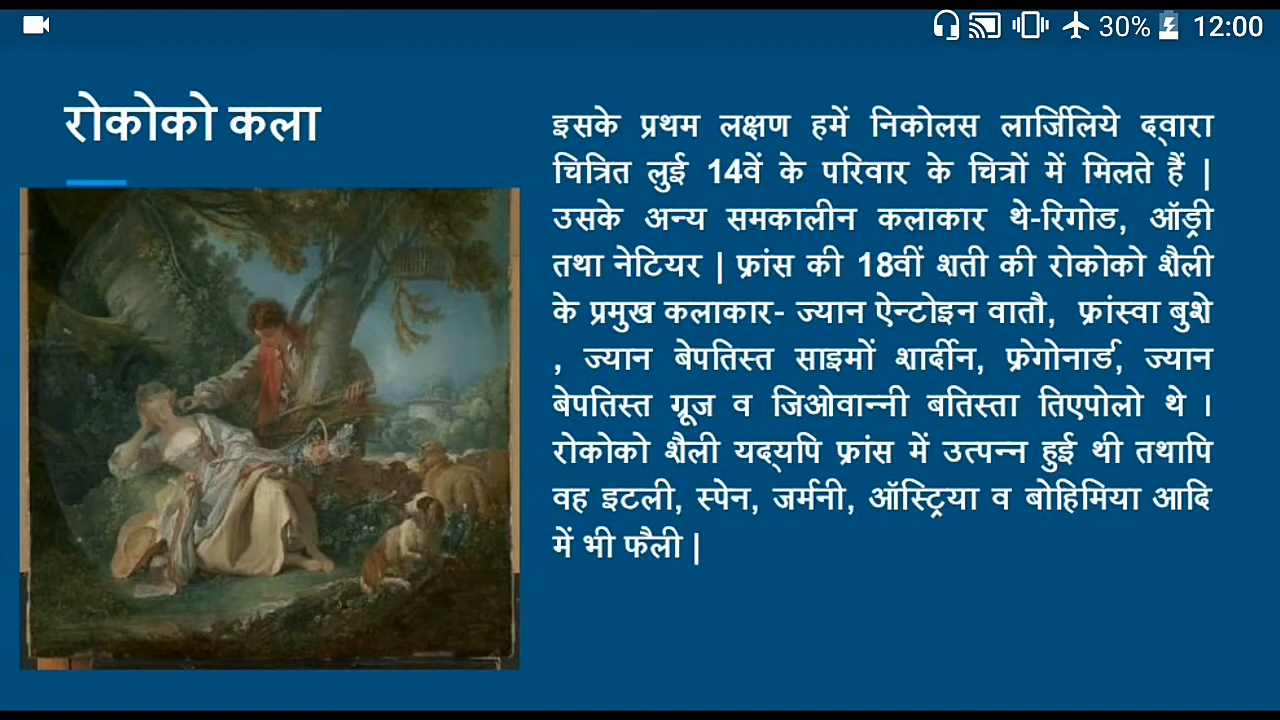 30% 12:00
रोकोको कला
इसके प्रथम लक्षण हमें निकोलस लार्जिलिये द्वारा
चित्रित लुई 14वें के परिवार के चित्रों में मिलते हैं |
उसके अन्य समकालीन कलाकार थे-रिगोड, ऑड्री
तथा नेटियर | फ्रांस की 18वीं शती की रोकोको शैली
के प्रमुख कलाकार- ज्यान ऐन्टोइन वातौ, फ्रांस्वा बुशे
, ज्यान बेपतिस्त साइमों शार्दीन, फ्रेगोनार्ड, ज्यान
बेपतिस्त ग्रूज व जिओवान्नी बतिस्ता तिएपोलो थे ।
रोकोको शैली यद्यपि फ्रांस में उत्पन्न हुई थी तथापि
वह इटली, स्पेन, जर्मनी, ऑस्ट्रिया व बोहिमिया आदि
में भी फैली |